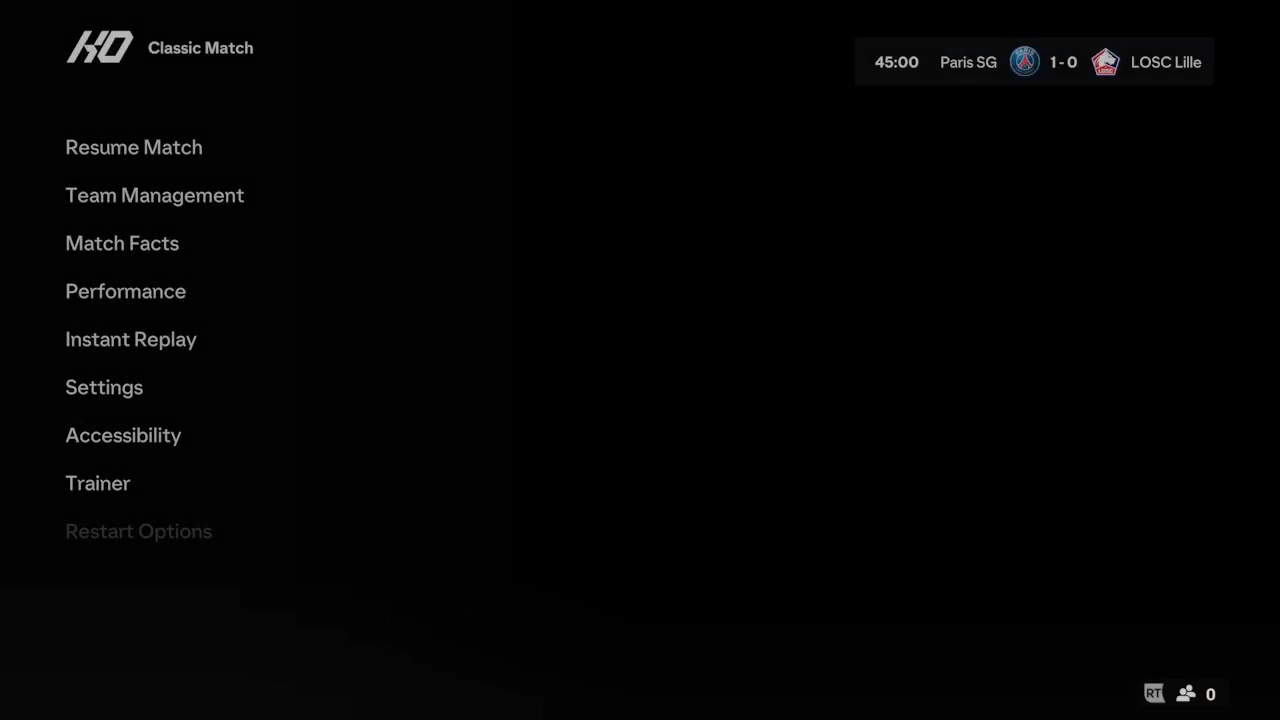 KO Classic Match
45:00 Paris SG 1 - 0 LOSC Lille
Resume Match
Team Management
Match Facts
Performance
Instant Replay
Settings
Accessibility
Trainer
Restart Options
RT 0